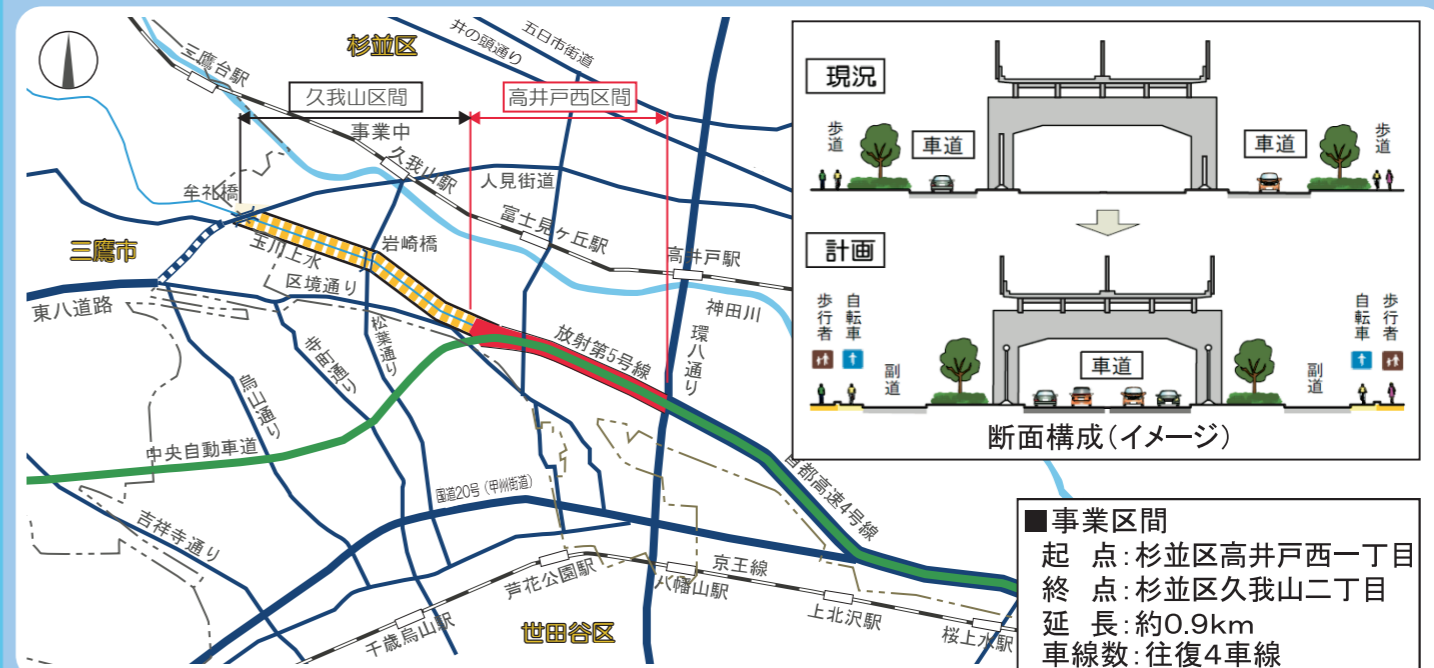 杉並区
井の頭通り
五日市街道
三鷹台駅
久我山区間
高井戸西区間
事業中
久我山駅
人見街道
牟礼橋
富士見ヶ丘駅
高井戸駅
三鷹市
玉川上水
岩崎橋
区境通り
神田川
東八道路
松葉通り
寺町通り
烏山通り
放射第5号線
環八通り
中央自動車道
国道20号(甲州街道)
首都高速4号線
吉祥寺通り
芦花公園駅
八幡山駅
京王線
上北沢駅
桜上水駅
千歳烏山駅
世田谷区
現況
歩道
車道
車道
歩道
計画
歩行者
自転車
副道
車道
副道
自転車
歩行者
断面構成(イメージ)
■事業区間
起 点:杉並区高井戸西一丁目
終 点:杉並区久我山二丁目
延 長:約0.9km
車線数:往復4車線